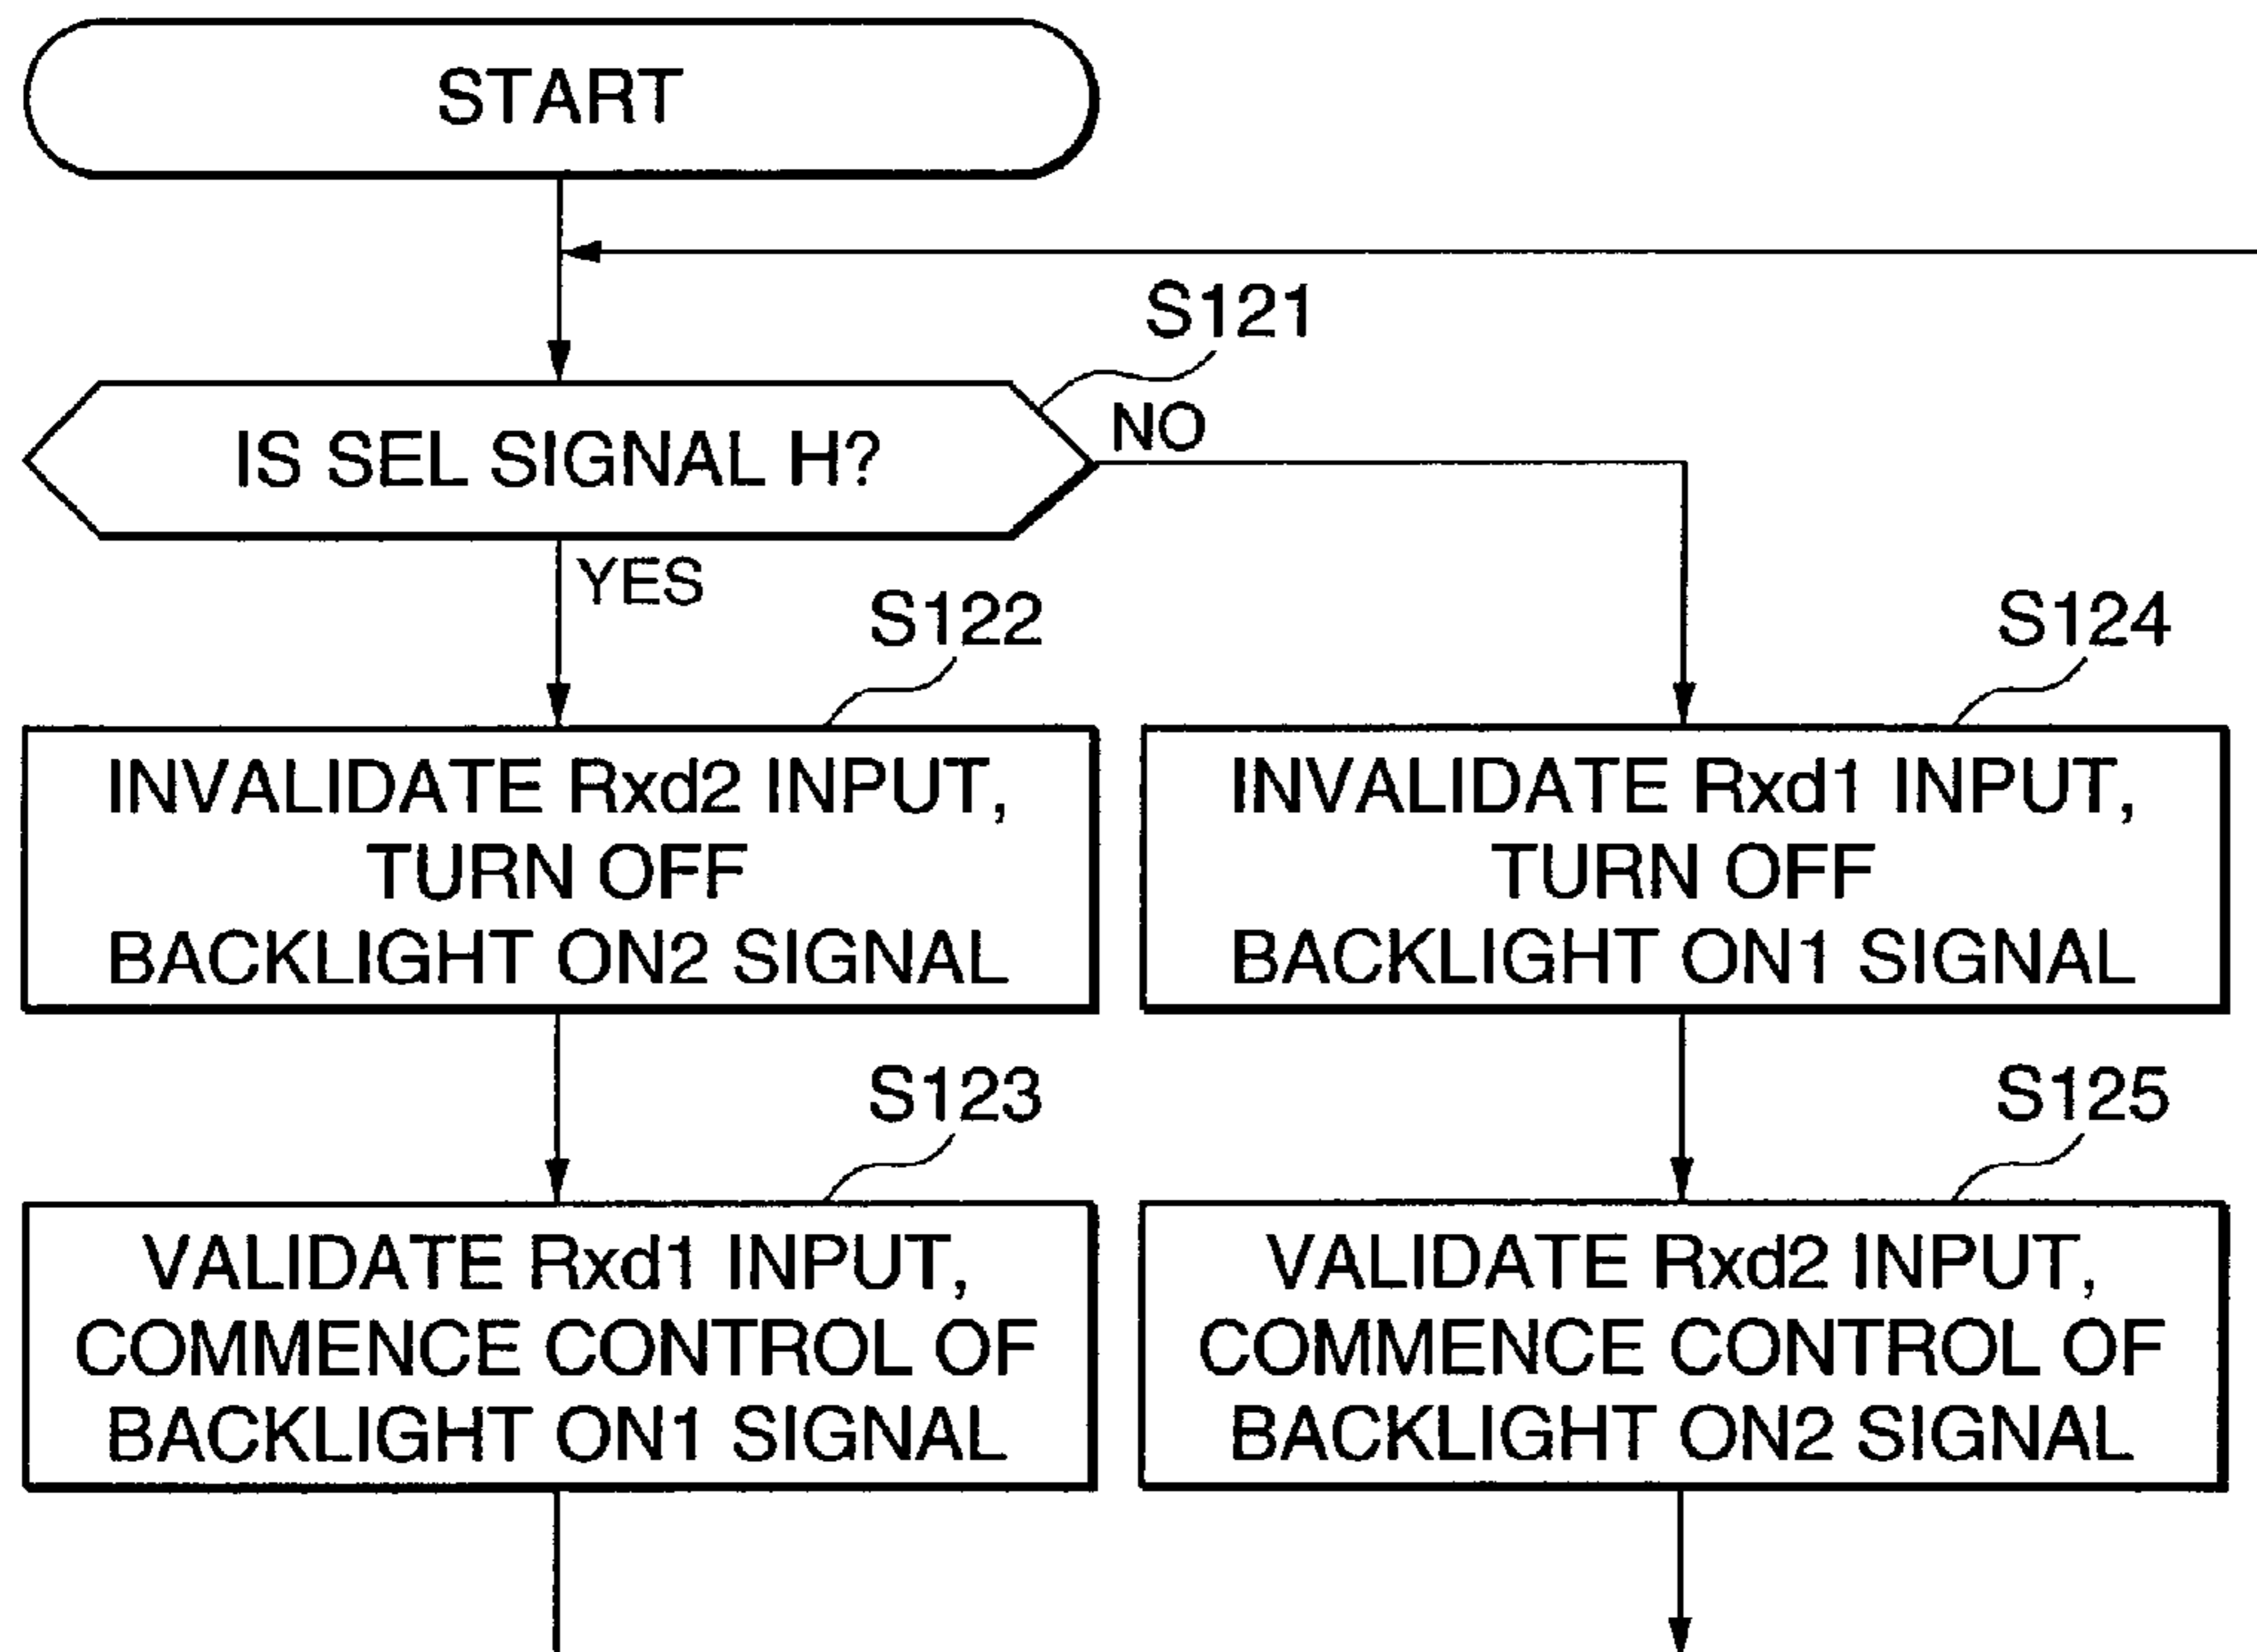 START
S121
IS SEL SIGNAL H?
NO
YES
S122
INVALIDATE Rxd2 INPUT,
TURN OFF
BACKLIGHT ON2 SIGNAL
S124
INVALIDATE Rxd1 INPUT,
TURN OFF
BACKLIGHT ON1 SIGNAL
S123
VALIDATE Rxd1 INPUT,
COMMENCE CONTROL OF
BACKLIGHT ON1 SIGNAL
S125
VALIDATE Rxd2 INPUT,
COMMENCE CONTROL OF
BACKLIGHT ON2 SIGNAL